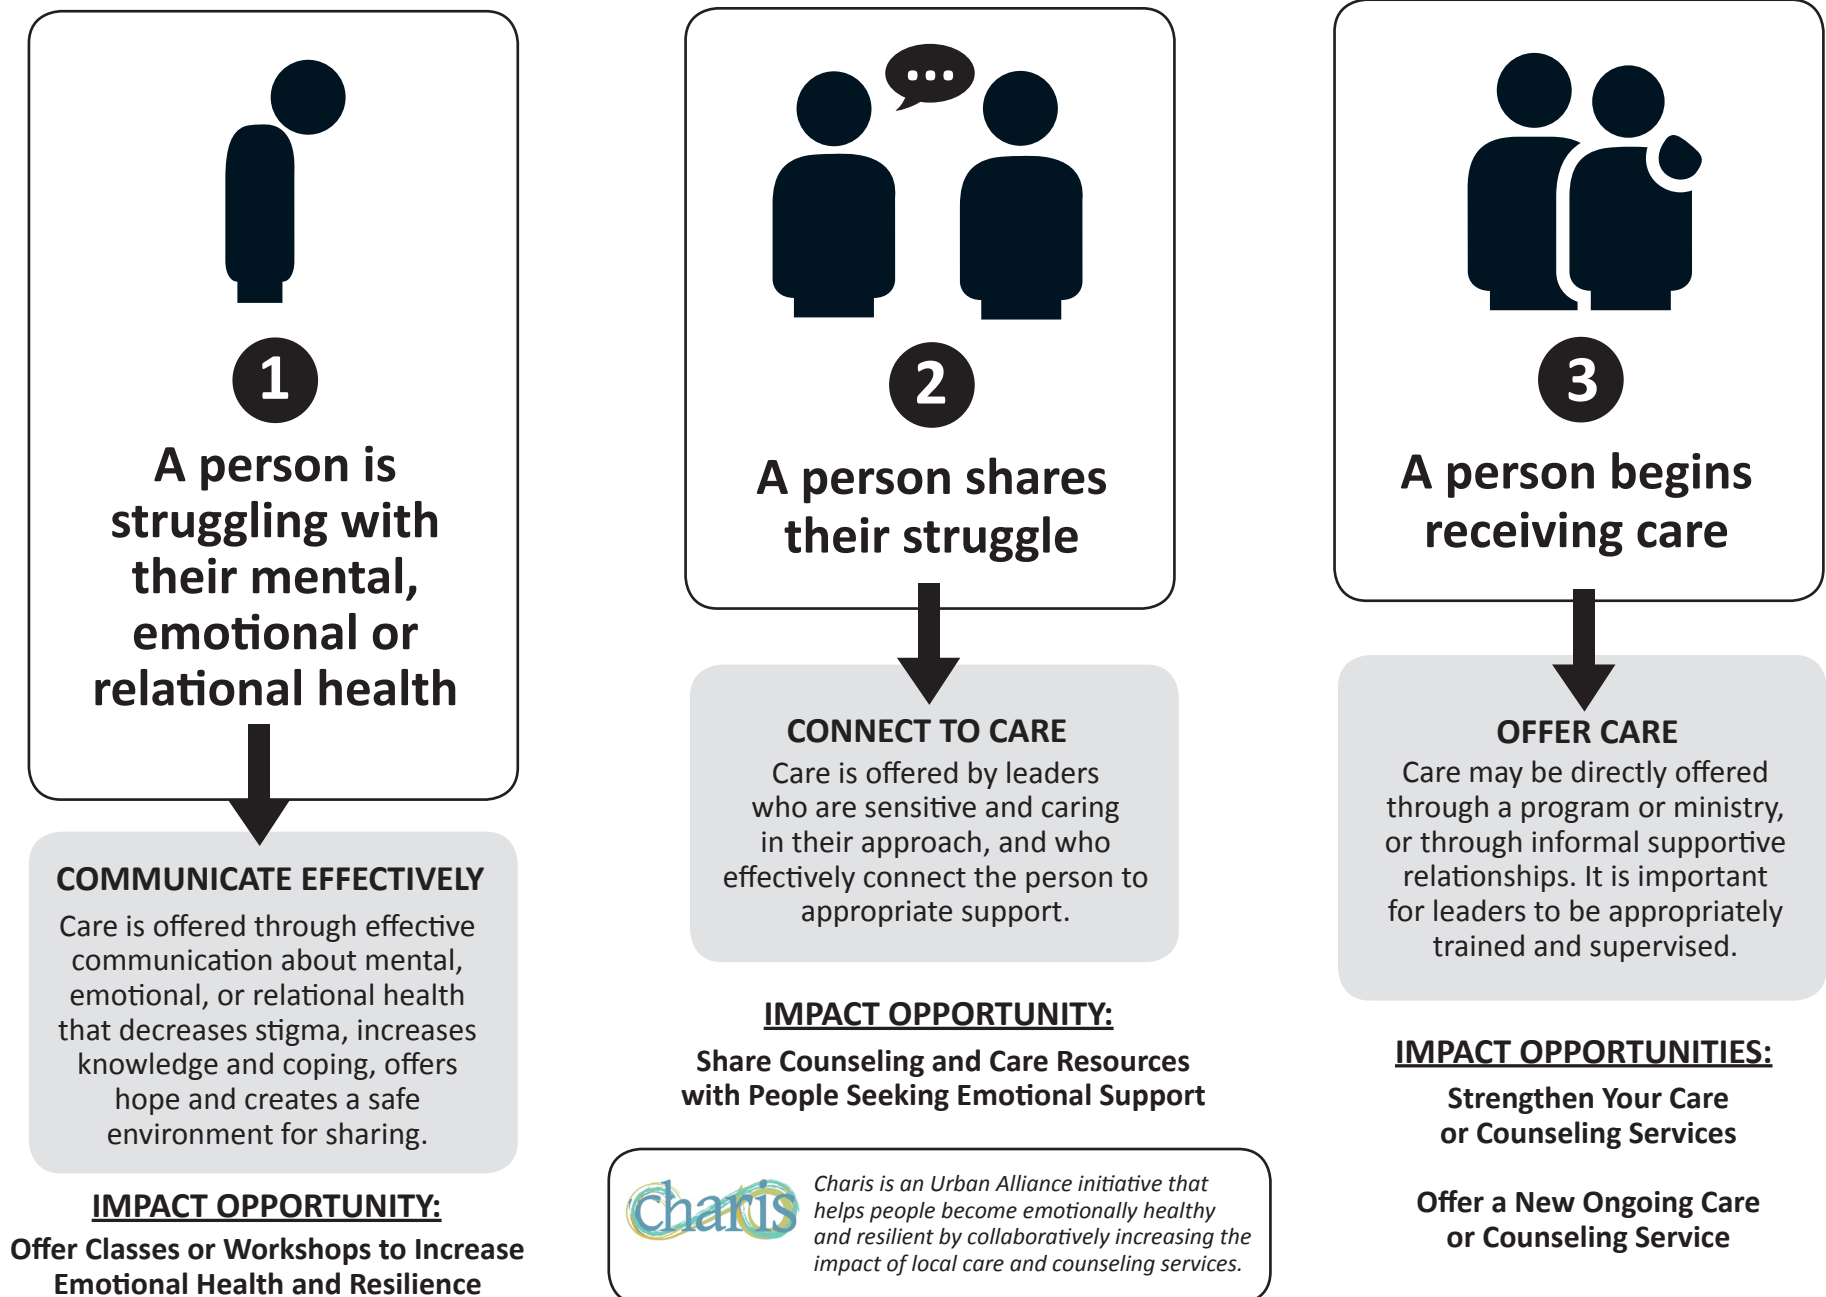 1
A person is
struggling with
their mental,
emotional or
relational health
COMMUNICATE EFFECTIVELY
Care is offered through effective
communication about mental,
emotional, or relational health
that decreases stigma, increases
knowledge and coping, offers
hope and creates a safe
environment for sharing.
IMPACT OPPORTUNITY:
Offer Classes or Workshops to Increase
Emotional Health and Resilience
2
A person shares
their struggle
CONNECT TO CARE
Care is offered by leaders
who are sensitive and caring
in their approach, and who
effectively connect the person to
appropriate support.
IMPACT OPPORTUNITY:
Share Counseling and Care Resources
with People Seeking Emotional Support
charis
Charis is an Urban Alliance initiative that
helps people become emotionally healthy
and resilient by collaboratively increasing the
impact of local care and counseling services.
3
A person begins
receiving care
OFFER CARE
Care may be directly offered
through a program or ministry,
or through informal supportive
relationships. It is important
for leaders to be appropriately
trained and supervised.
IMPACT OPPORTUNITIES:
Strengthen Your Care
or Counseling Services
Offer a New Ongoing Care
or Counseling Service